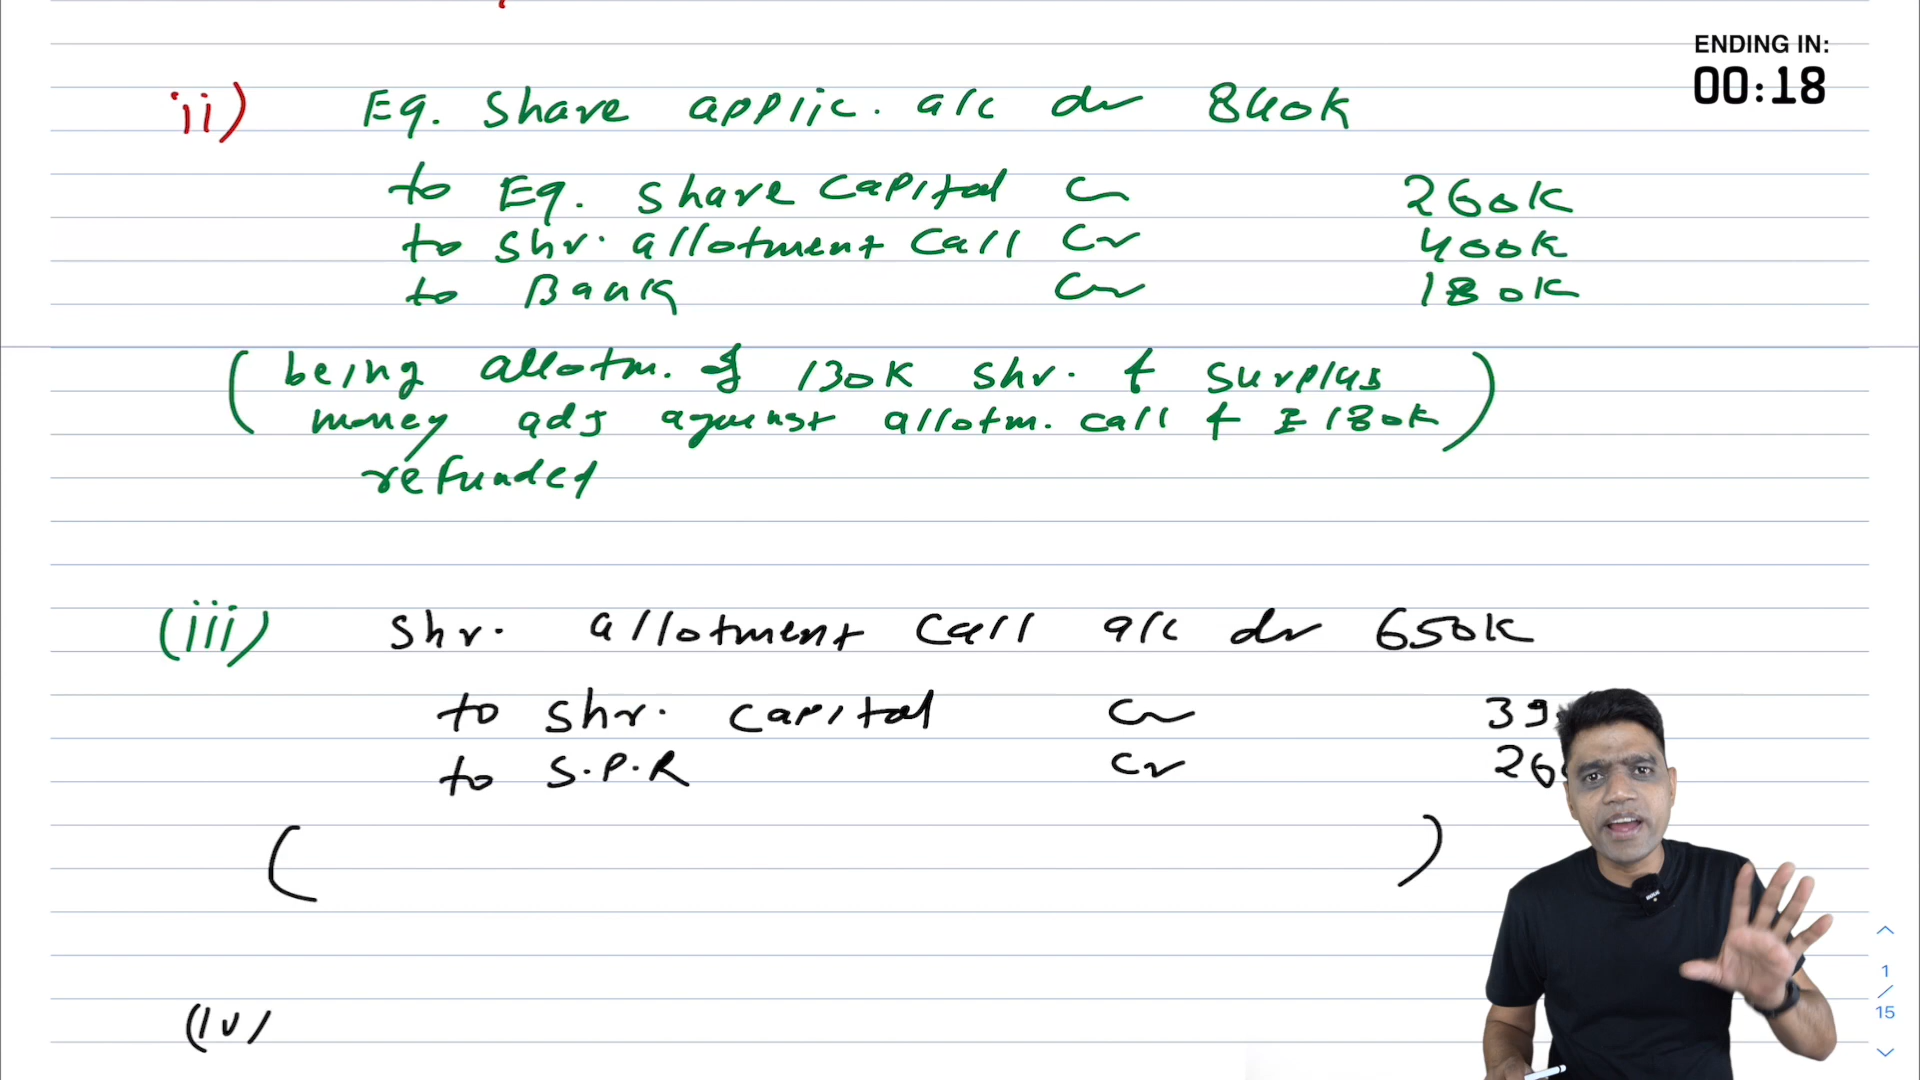 ENDING IN:
00:18
ii) Eq. Share applic. a/c dr 840k
to Eq. Share Capital Cr 260k
to Shr. allotment Call Cr 400k
to Bank Cr 180k
(being allotm. of 130k shr. & surplus
money adj against allotm. call & £180k)
refunded
(iii) Shr. allotment Call a/c dr 650k
to Shr. Capital Cr 39
to S.P.R Cr 26
( )
(iv)
1
/
15